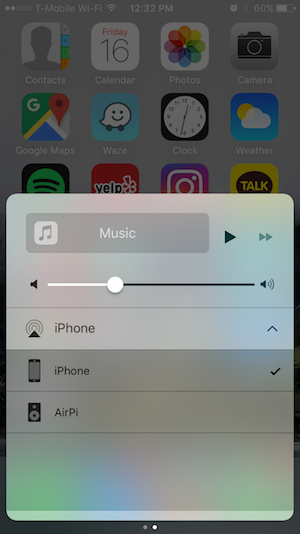 T-Mobile Wi-Fi 12:32 PM 60%
Friday
16
Contacts Calendar Photos Camera
G
Google Maps Waze Clock Weather
yelp TALK
Music
iPhone
iPhone
AirPi